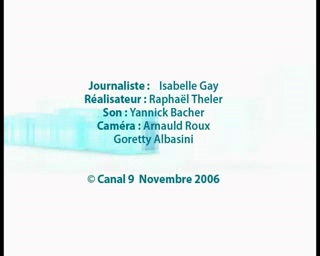 Journaliste : Isabelle Gay
Réalisateur : Raphaël Theler
Son : Yannick Bacher
Caméra : Arnauld Roux
Goretty Albasini
© Canal 9 Novembre 2006